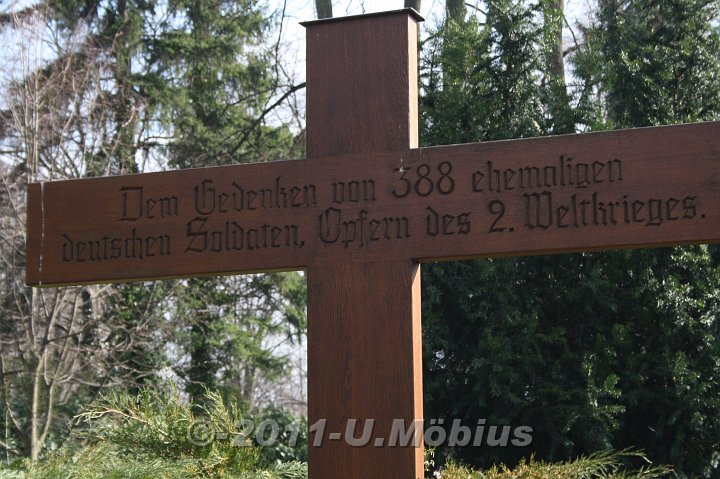 Dem Gedenken von 388 ehemaligen
deutschen Soldaten, Opfern des 2. Weltkrieges.
©-2011-U.Möbius